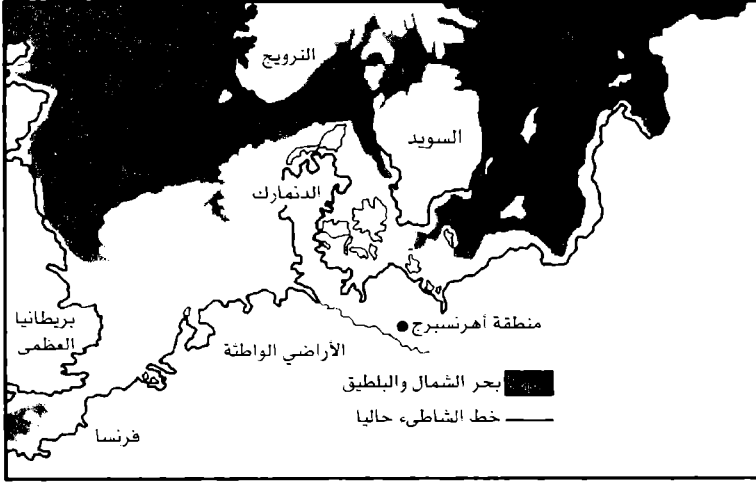 النرويج
السويد
الدنمارك
بريطانيا
العظمى
منطقة أهرنسبرج
الأراضي الواطئة
فرنسا
بحر الشمال والبلطيق
خط الشاطىء حاليا